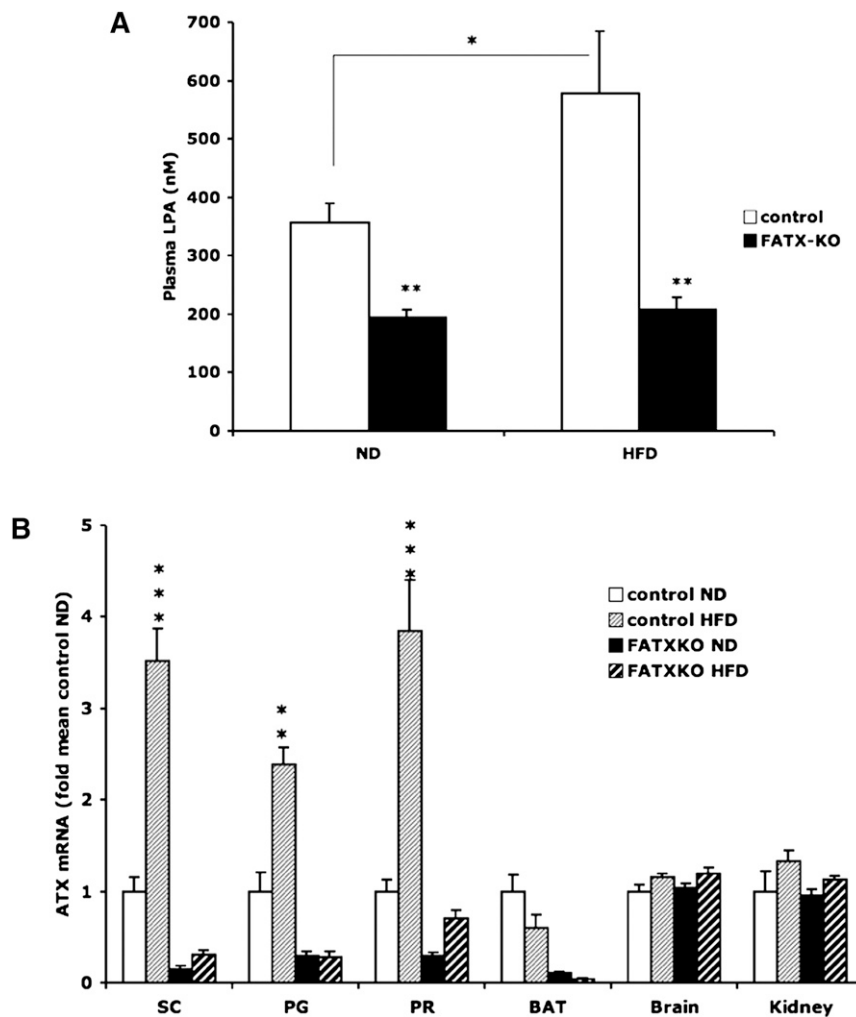 A
700
600
500
400
300
200
100
0
Plasma LPA (nM)
*
**
**
ND
HFD
control
FATX-KO
B
5
4
3
2
1
0
ATX mRNA (fold mean control ND)
***
**
***
control ND
control HFD
FATXKO ND
FATXKO HFD
SC
PG
PR
BAT
Brain
Kidney